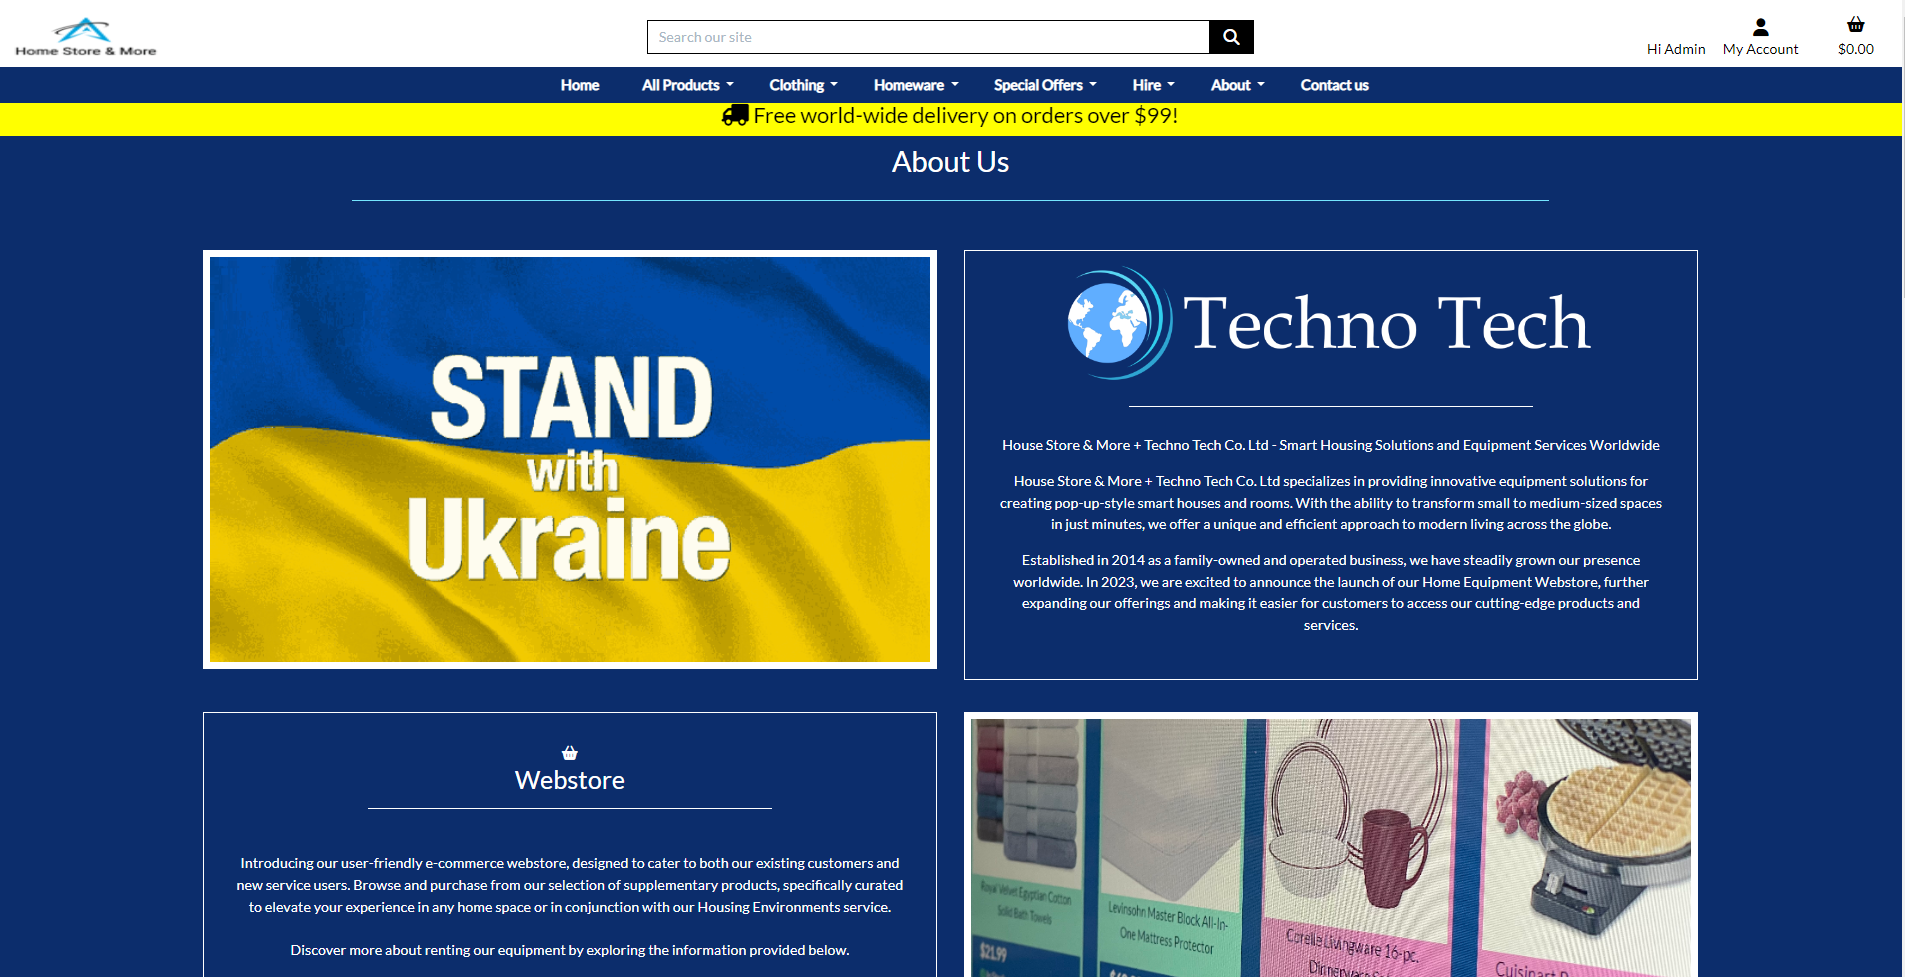 Home Store & More
Search our site
Hi Admin
My Account
$0.00
Home
All Products
Clothing
Homeware
Special Offers
Hire
About
Contact us
Free world-wide delivery on orders over $99!
About Us
STAND
with
Ukraine
Techno Tech
House Store & More + Techno Tech Co. Ltd - Smart Housing Solutions and Equipment Services Worldwide
House Store & More + Techno Tech Co. Ltd specializes in providing innovative equipment solutions for
creating pop-up-style smart houses and rooms. With the ability to transform small to medium-sized spaces
in just minutes, we offer a unique and efficient approach to modern living across the globe.
Established in 2014 as a family-owned and operated business, we have steadily grown our presence
worldwide. In 2023, we are excited to announce the launch of our Home Equipment Webstore, further
expanding our offerings and making it easier for customers to access our cutting-edge products and
services.
Webstore
Introducing our user-friendly e-commerce webstore, designed to cater to both our existing customers and
new service users. Browse and purchase from our selection of supplementary products, specifically curated
to elevate your experience in any home space or in conjunction with our Housing Environments service.
Discover more about renting our equipment by exploring the information provided below.
Royal Velvet Egyptian Cotton
Solid Bath Towels
$21.99
Levinsohn Master Block All-In-
One Mattress Protector
Corelle Livingware 16-pc.
Cuisinart